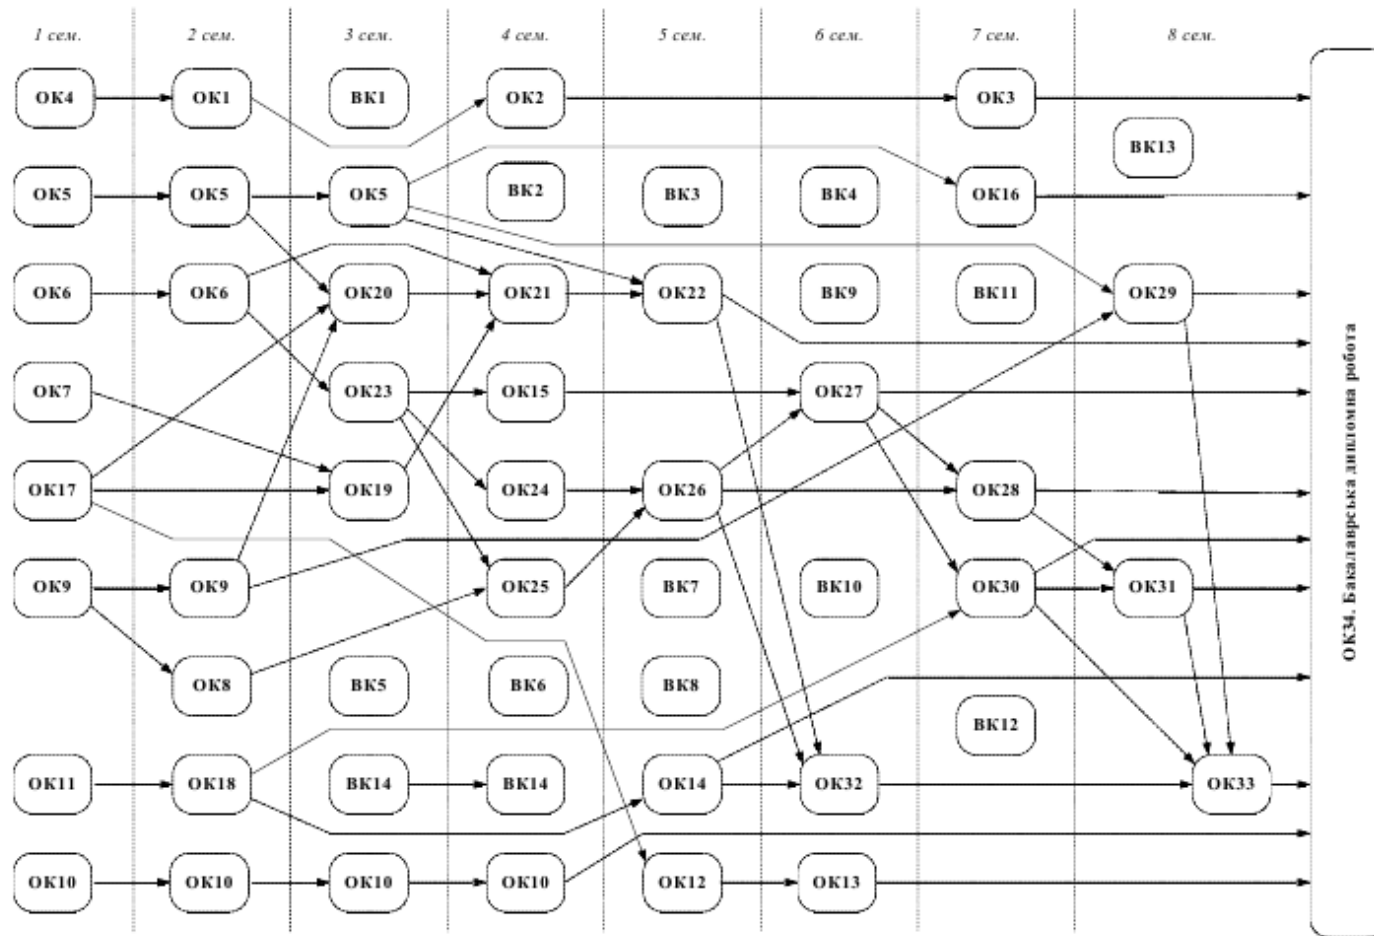 1 сем. 2 сем. 3 сем. 4 сем. 5 сем. 6 сем. 7 сем. 8 сем.
ОК4 ОК1 ВК1 ОК2 ОК3
ВК13
ОК5 ОК5 ОК5 ВК2 ВК3 ВК4 ОК16
ОК6 ОК6 ОК20 ОК21 ОК22 ВК9 ВК11 ОК29
ОК7 ОК23 ОК15 ОК27
ОК17 ОК19 ОК24 ОК26 ОК28
ОК9 ОК9 ОК25 ВК7 ВК10 ОК30 ОК31
ОК8 ВК5 ВК6 ВК8
ВК12
ОК11 ОК18 ВК14 ВК14 ОК14 ОК32 ОК33
ОК10 ОК10 ОК10 ОК10 ОК12 ОК13
ОК34. Бакалаврська дипломна робота